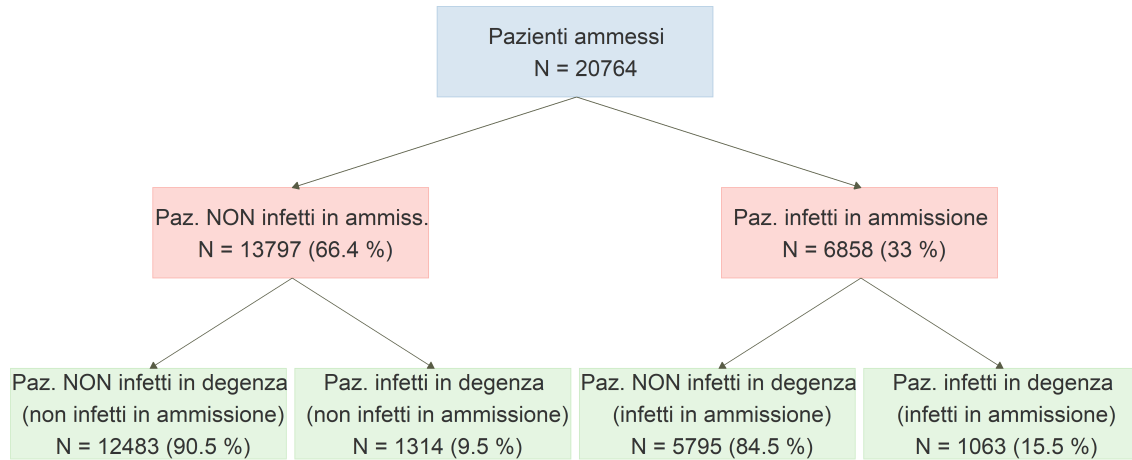 Pazienti ammessi
N = 20764
Paz. NON infetti in ammiss.
N = 13797 (66.4 %)
Paz. infetti in ammissione
N = 6858 (33 %)
Paz. NON infetti in degenza
(non infetti in ammissione)
N = 12483 (90.5 %)
Paz. infetti in degenza
(non infetti in ammissione)
N = 1314 (9.5 %)
Paz. NON infetti in degenza
(infetti in ammissione)
N = 5795 (84.5 %)
Paz. infetti in degenza
(infetti in ammissione)
N = 1063 (15.5 %)